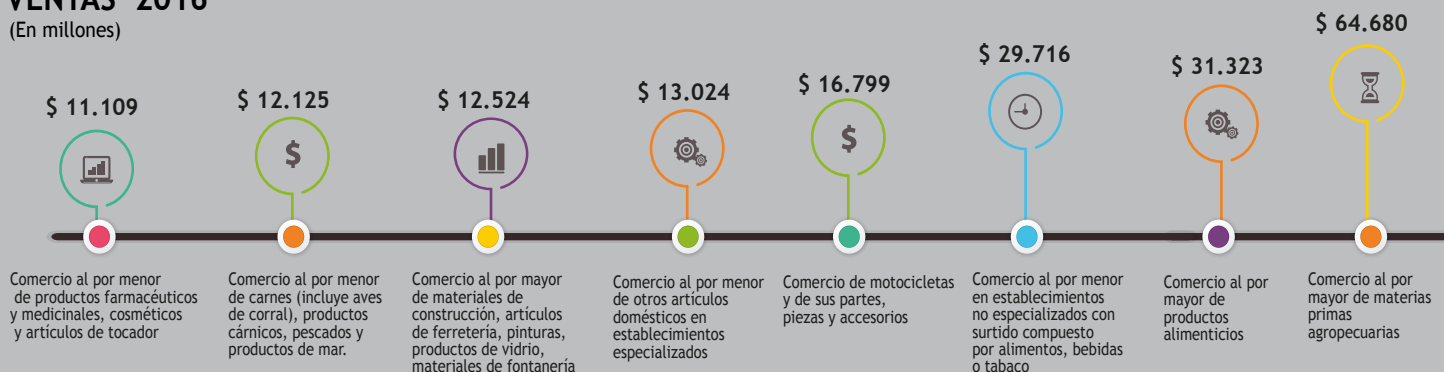 VENTAS 2016
(En millones)
$ 11.109
$ 12.125
$ 12.524
$ 13.024
$ 16.799
$ 29.716
$ 31.323
$ 64.680
Comercio al por menor
de productos farmacéuticos
y medicinales, cosméticos
y artículos de tocador
Comercio al por menor
de carnes (incluye aves
de corral), productos
cárnicos, pescados y
productos de mar.
Comercio al por mayor
de materiales de
construcción, artículos
de ferretería, pinturas,
productos de vidrio,
materiales de fontanería
Comercio al por menor
de otros artículos
domésticos en
establecimientos
especializados
Comercio de motocicletas
y de sus partes,
piezas y accesorios
Comercio al por menor
en establecimientos
no especializados con
surtido compuesto
por alimentos, bebidas
o tabaco
Comercio al por
mayor de
productos
alimenticios
Comercio al por
mayor de materias
primas
agropecuarias